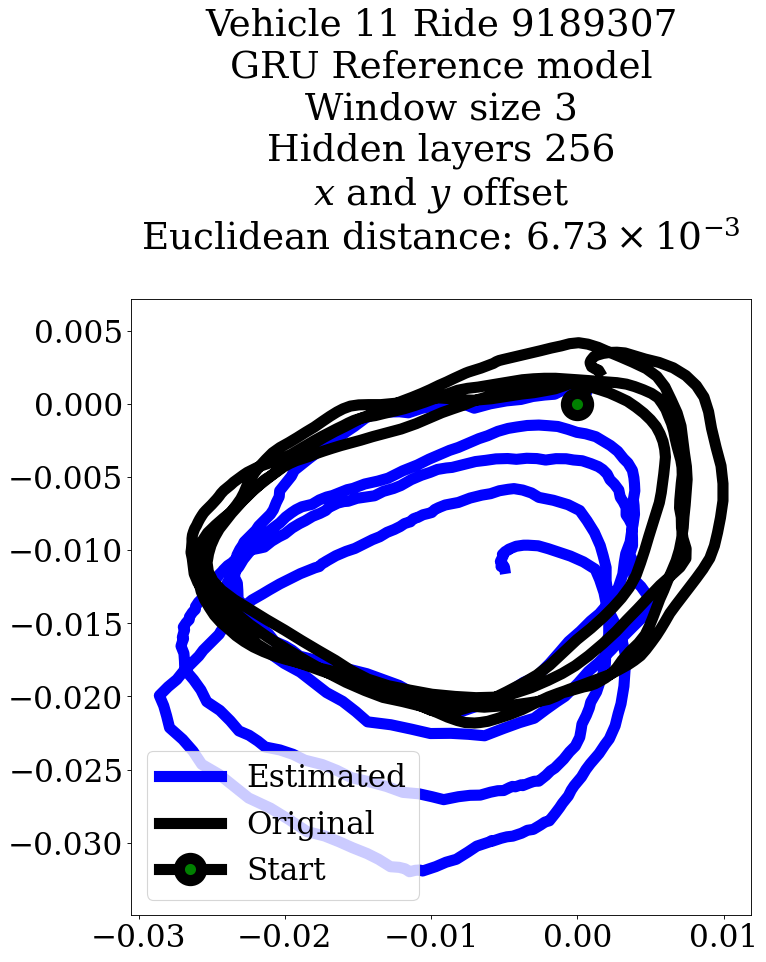 Vehicle 11 Ride 9189307
GRU Reference model
Window size 3
Hidden layers 256
x and y offset
Euclidean distance: 6.73 × 10⁻³
0.005
0.000
−0.005
−0.010
−0.015
−0.020
−0.025
−0.030
Estimated
Original
Start
−0.03
−0.02
−0.01
0.00
0.01